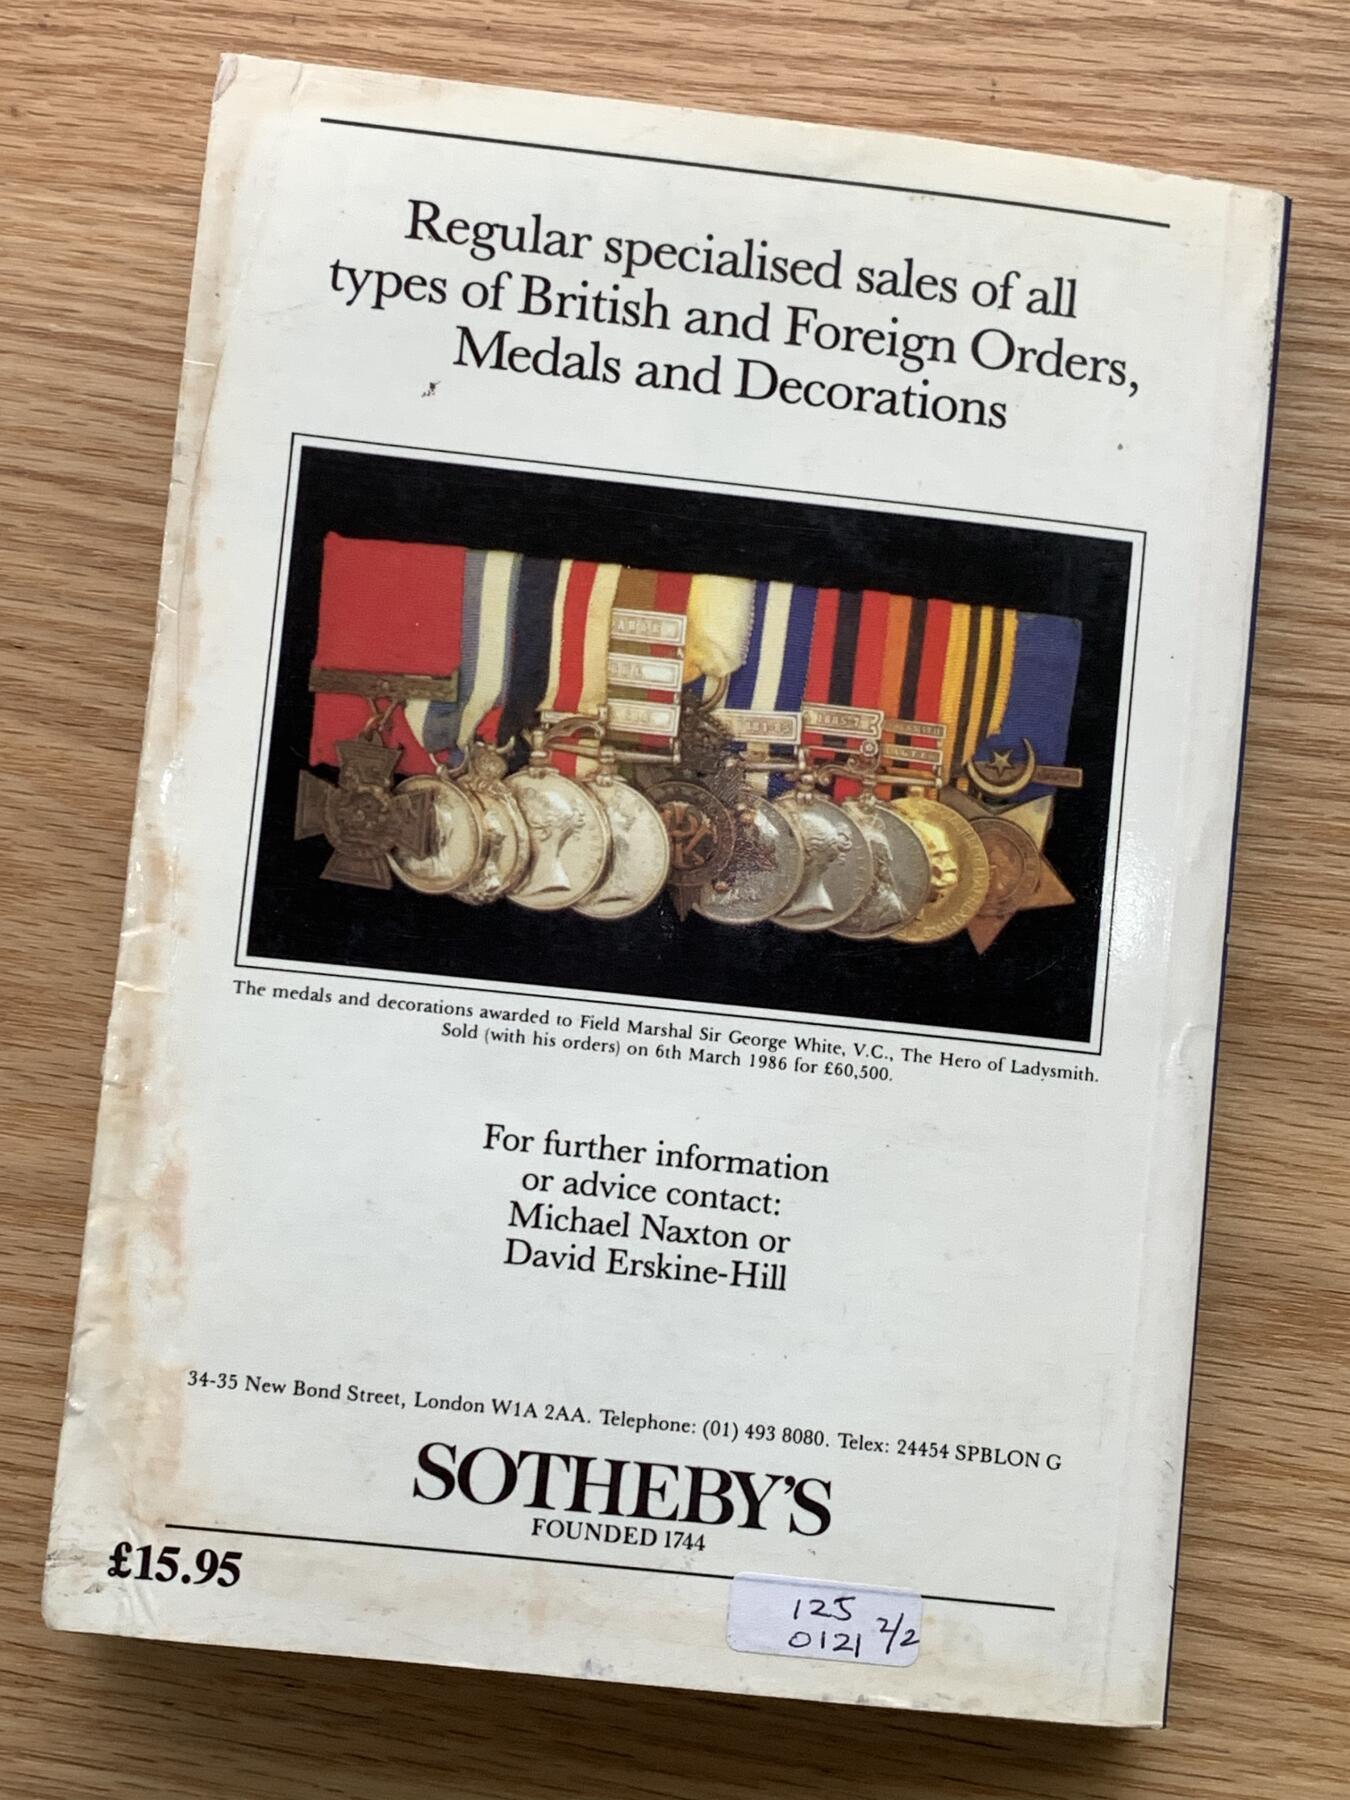 Regular specialised sales of all
types of British and Foreign Orders,
Medals and Decorations
The medals and decorations awarded to Field Marshal Sir George White, V.C., The Hero of Ladysmith.
Sold (with his orders) on 6th March 1986 for £60,500.
For further information
or advice contact:
Michael Naxton or
David Erskine-Hill
34-35 New Bond Street, London W1A 2AA. Telephone: (01) 493 8080. Telex: 24454 SPBLON G
SOTHEBY'S
FOUNDED 1744
£15.95
125
0121 2/2